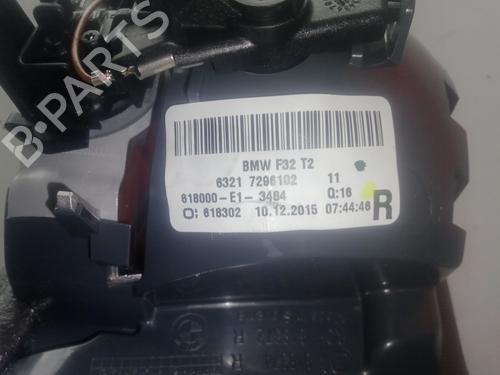 B-PARTS
BMW F32 T2
6321 7296102 11
618000-E1-3484 Q:16
O: 618302 10.12.2015 07:44:46 R